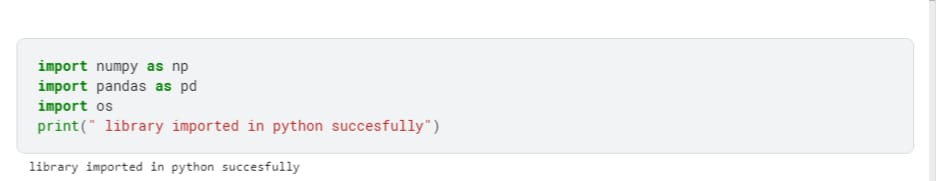 import numpy as np
import pandas as pd
import os
print(" library imported in python succesfully")
library imported in python succesfully